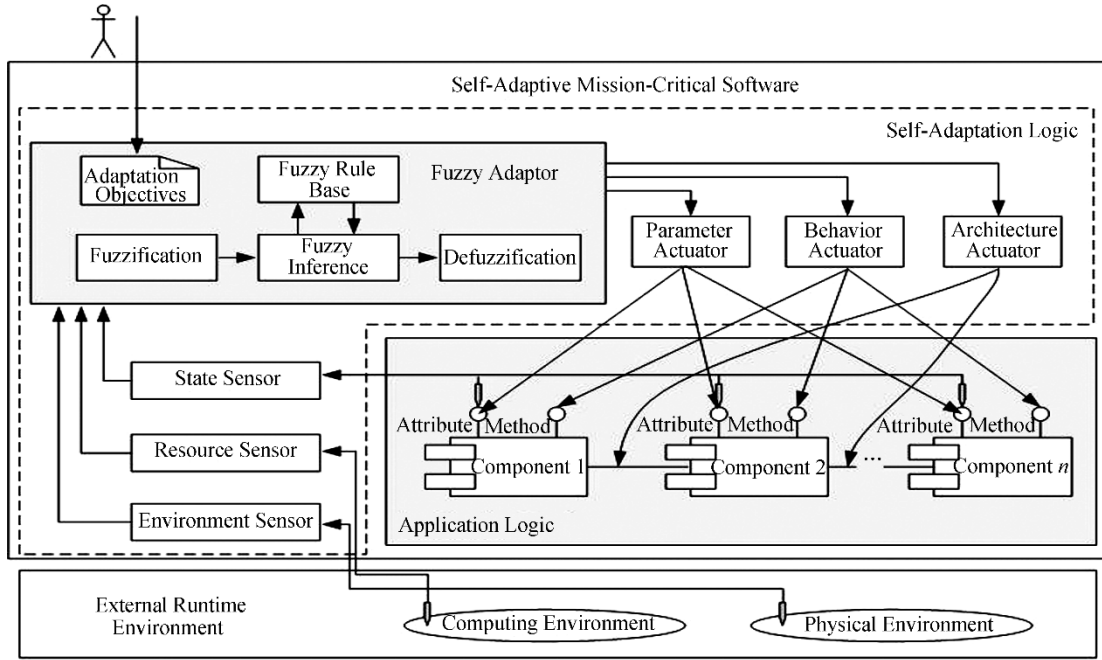 Self-Adaptive Mission-Critical Software
Self-Adaptation Logic
Adaptation
Objectives
Fuzzy Rule
Base
Fuzzy Adaptor
Fuzzification
Fuzzy
Inference
Defuzzification
Parameter
Actuator
Behavior
Actuator
Architecture
Actuator
State Sensor
Resource Sensor
Environment Sensor
Attribute
Method
Attribute
Method
Attribute
Method
Component 1
Component 2
...
Component n
Application Logic
External Runtime
Environment
Computing Environment
Physical Environment